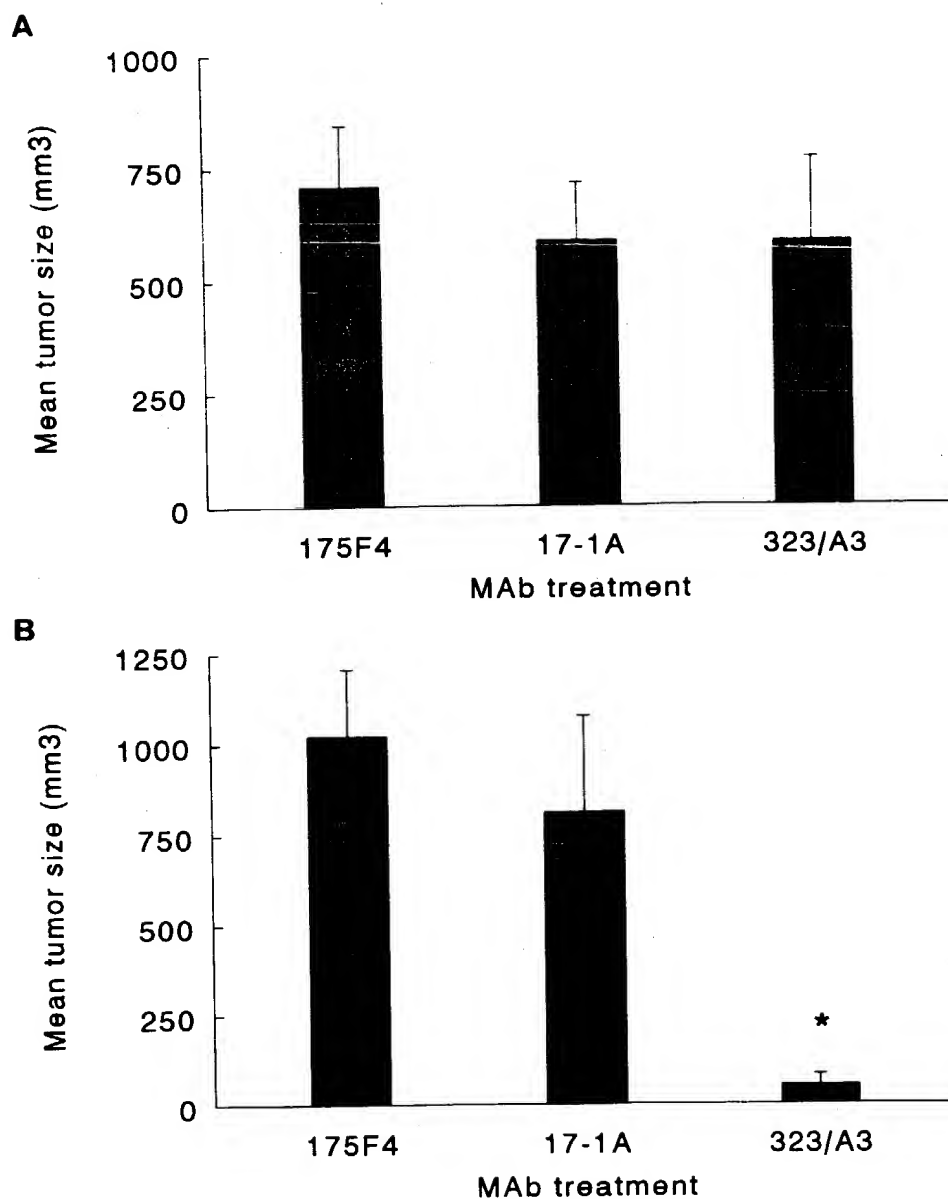 A
Mean tumor size (mm3)
1000
750
500
250
0
175F4 17-1A 323/A3
MAb treatment
B
Mean tumor size (mm3)
1250
1000
750
500
250
0
*
175F4 17-1A 323/A3
MAb treatment